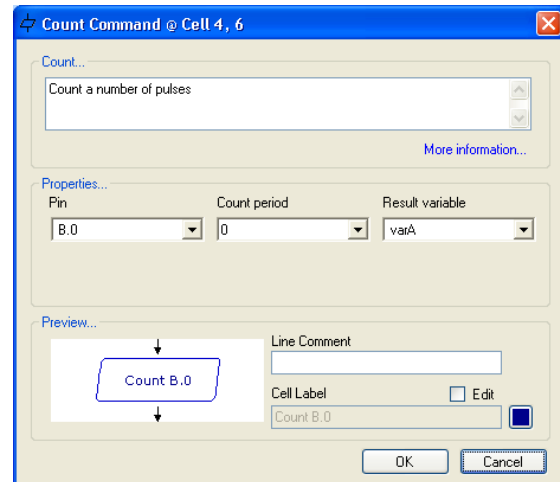 Count Command @ Cell 4, 6
Count...
Count a number of pulses
More information...
Properties...
Pin Count period Result variable
B.0 0 varA
Preview...
Line Comment
Count B.0
Cell Label Edit
Count B.0
OK Cancel